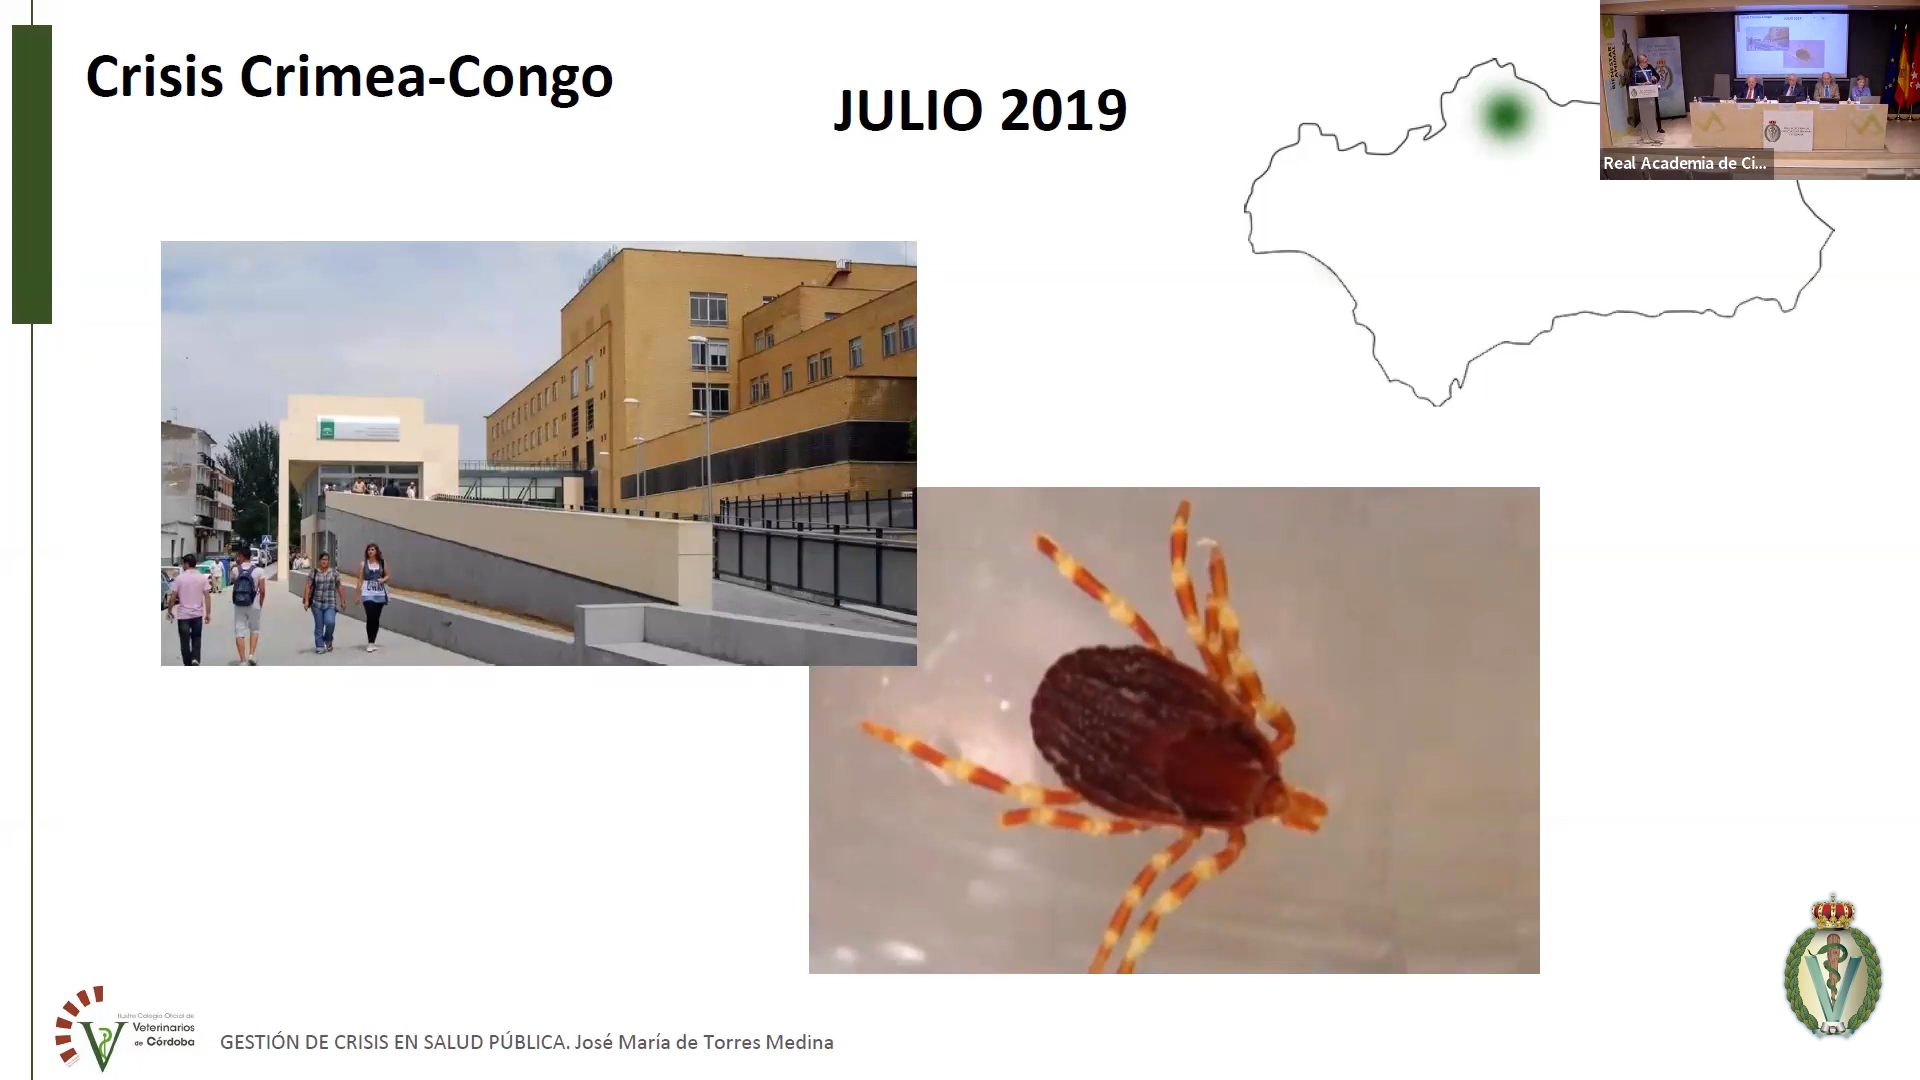 Crisis Crimea-Congo
JULIO 2019
Real Academia de Ci...
Ilustre Colegio Oficial de
Veterinarios
de Córdoba
GESTIÓN DE CRISIS EN SALUD PÚBLICA. José María de Torres Medina